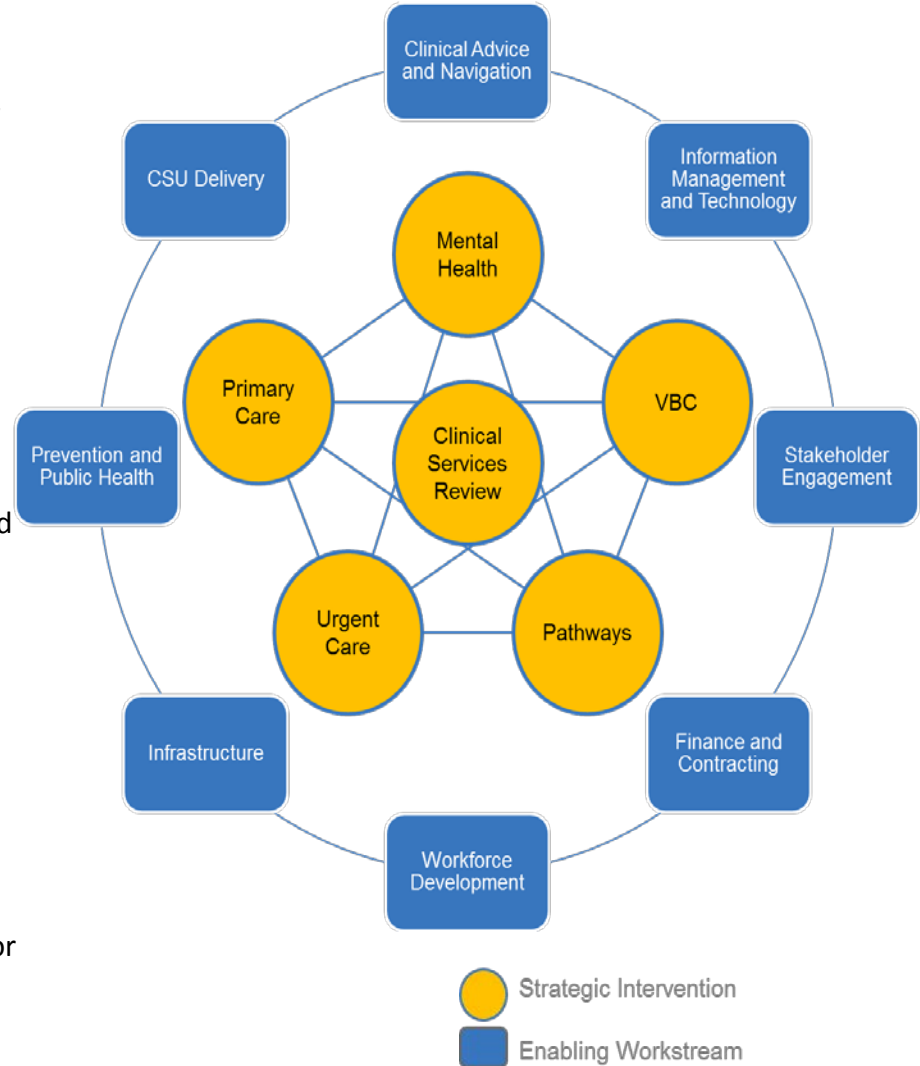 Clinical Advice
and Navigation
CSU Delivery
Information
Management
and Technology
Mental
Health
Primary
Care
VBC
Clinical
Services
Review
Prevention and
Public Health
Stakeholder
Engagement
d
Urgent
Care
Pathways
Infrastructure
Finance and
Contracting
Workforce
Development
or
Strategic Intervention
Enabling Workstream